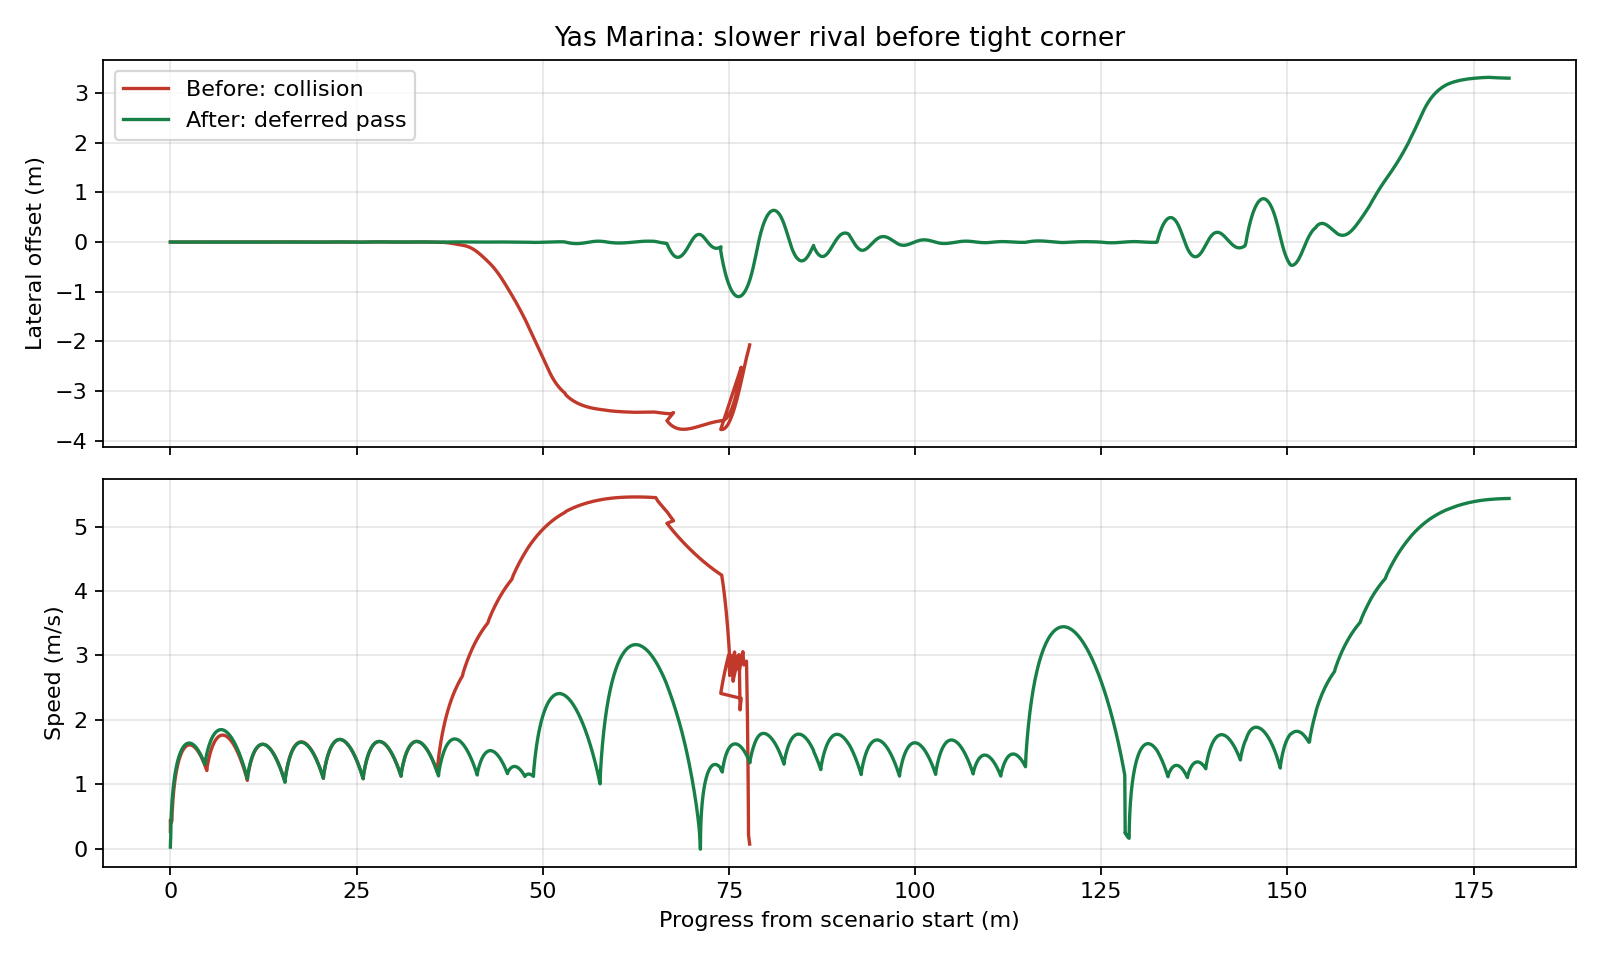 Yas Marina: slower rival before tight corner
Before: collision
After: deferred pass
Lateral offset (m)
3
2
1
0
−1
−2
−3
−4
Speed (m/s)
5
4
3
2
1
0
0 25 50 75 100 125 150 175
Progress from scenario start (m)